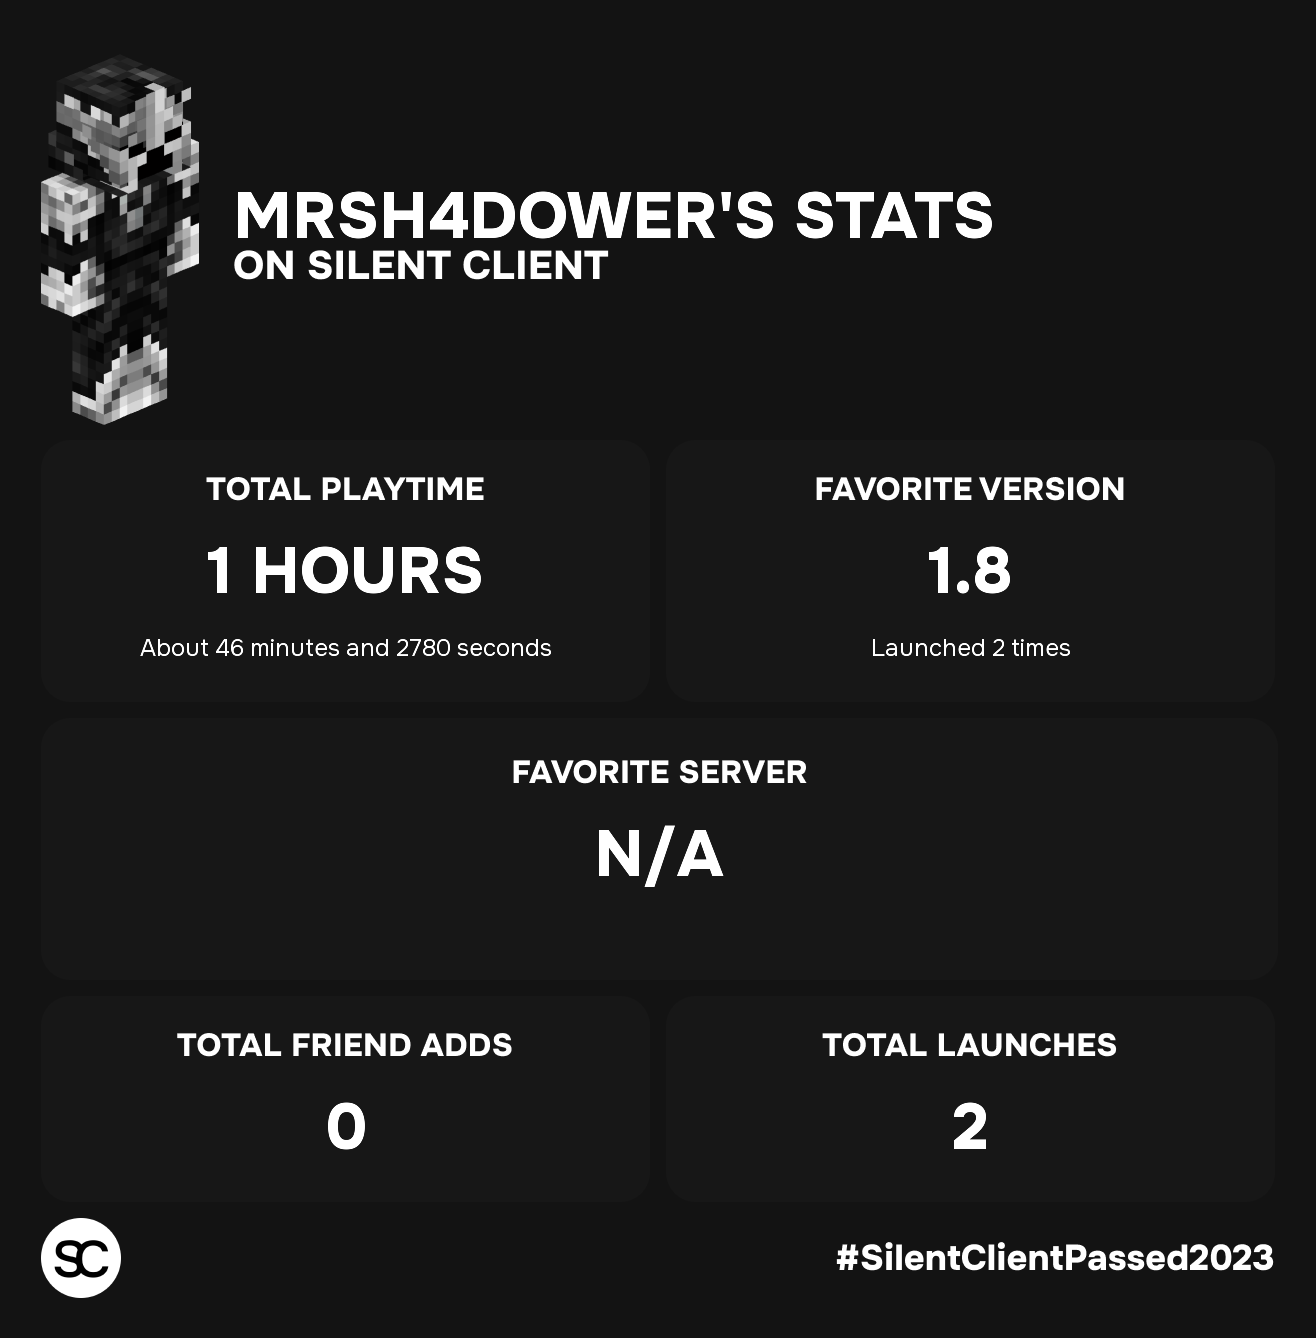 MRSH4DOWER'S STATS
ON SILENT CLIENT
TOTAL PLAYTIME
1 HOURS
About 46 minutes and 2780 seconds
FAVORITE VERSION
1.8
Launched 2 times
FAVORITE SERVER
N/A
TOTAL FRIEND ADDS
0
TOTAL LAUNCHES
2
SC
#SilentClientPassed2023